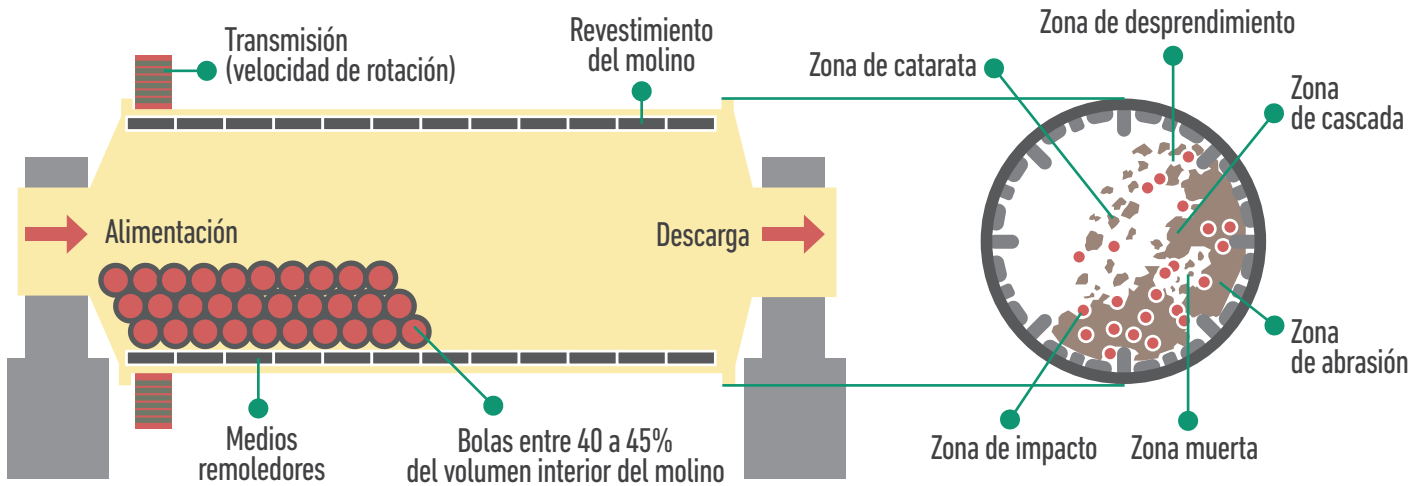 Transmisión
(velocidad de rotación)
Revestimiento
del molino
Zona de desprendimiento
Zona de catarata
Zona
de cascada
Alimentación
Descarga
Zona
de abrasión
Medios
remoledores
Bolas entre 40 a 45%
del volumen interior del molino
Zona de impacto
Zona muerta